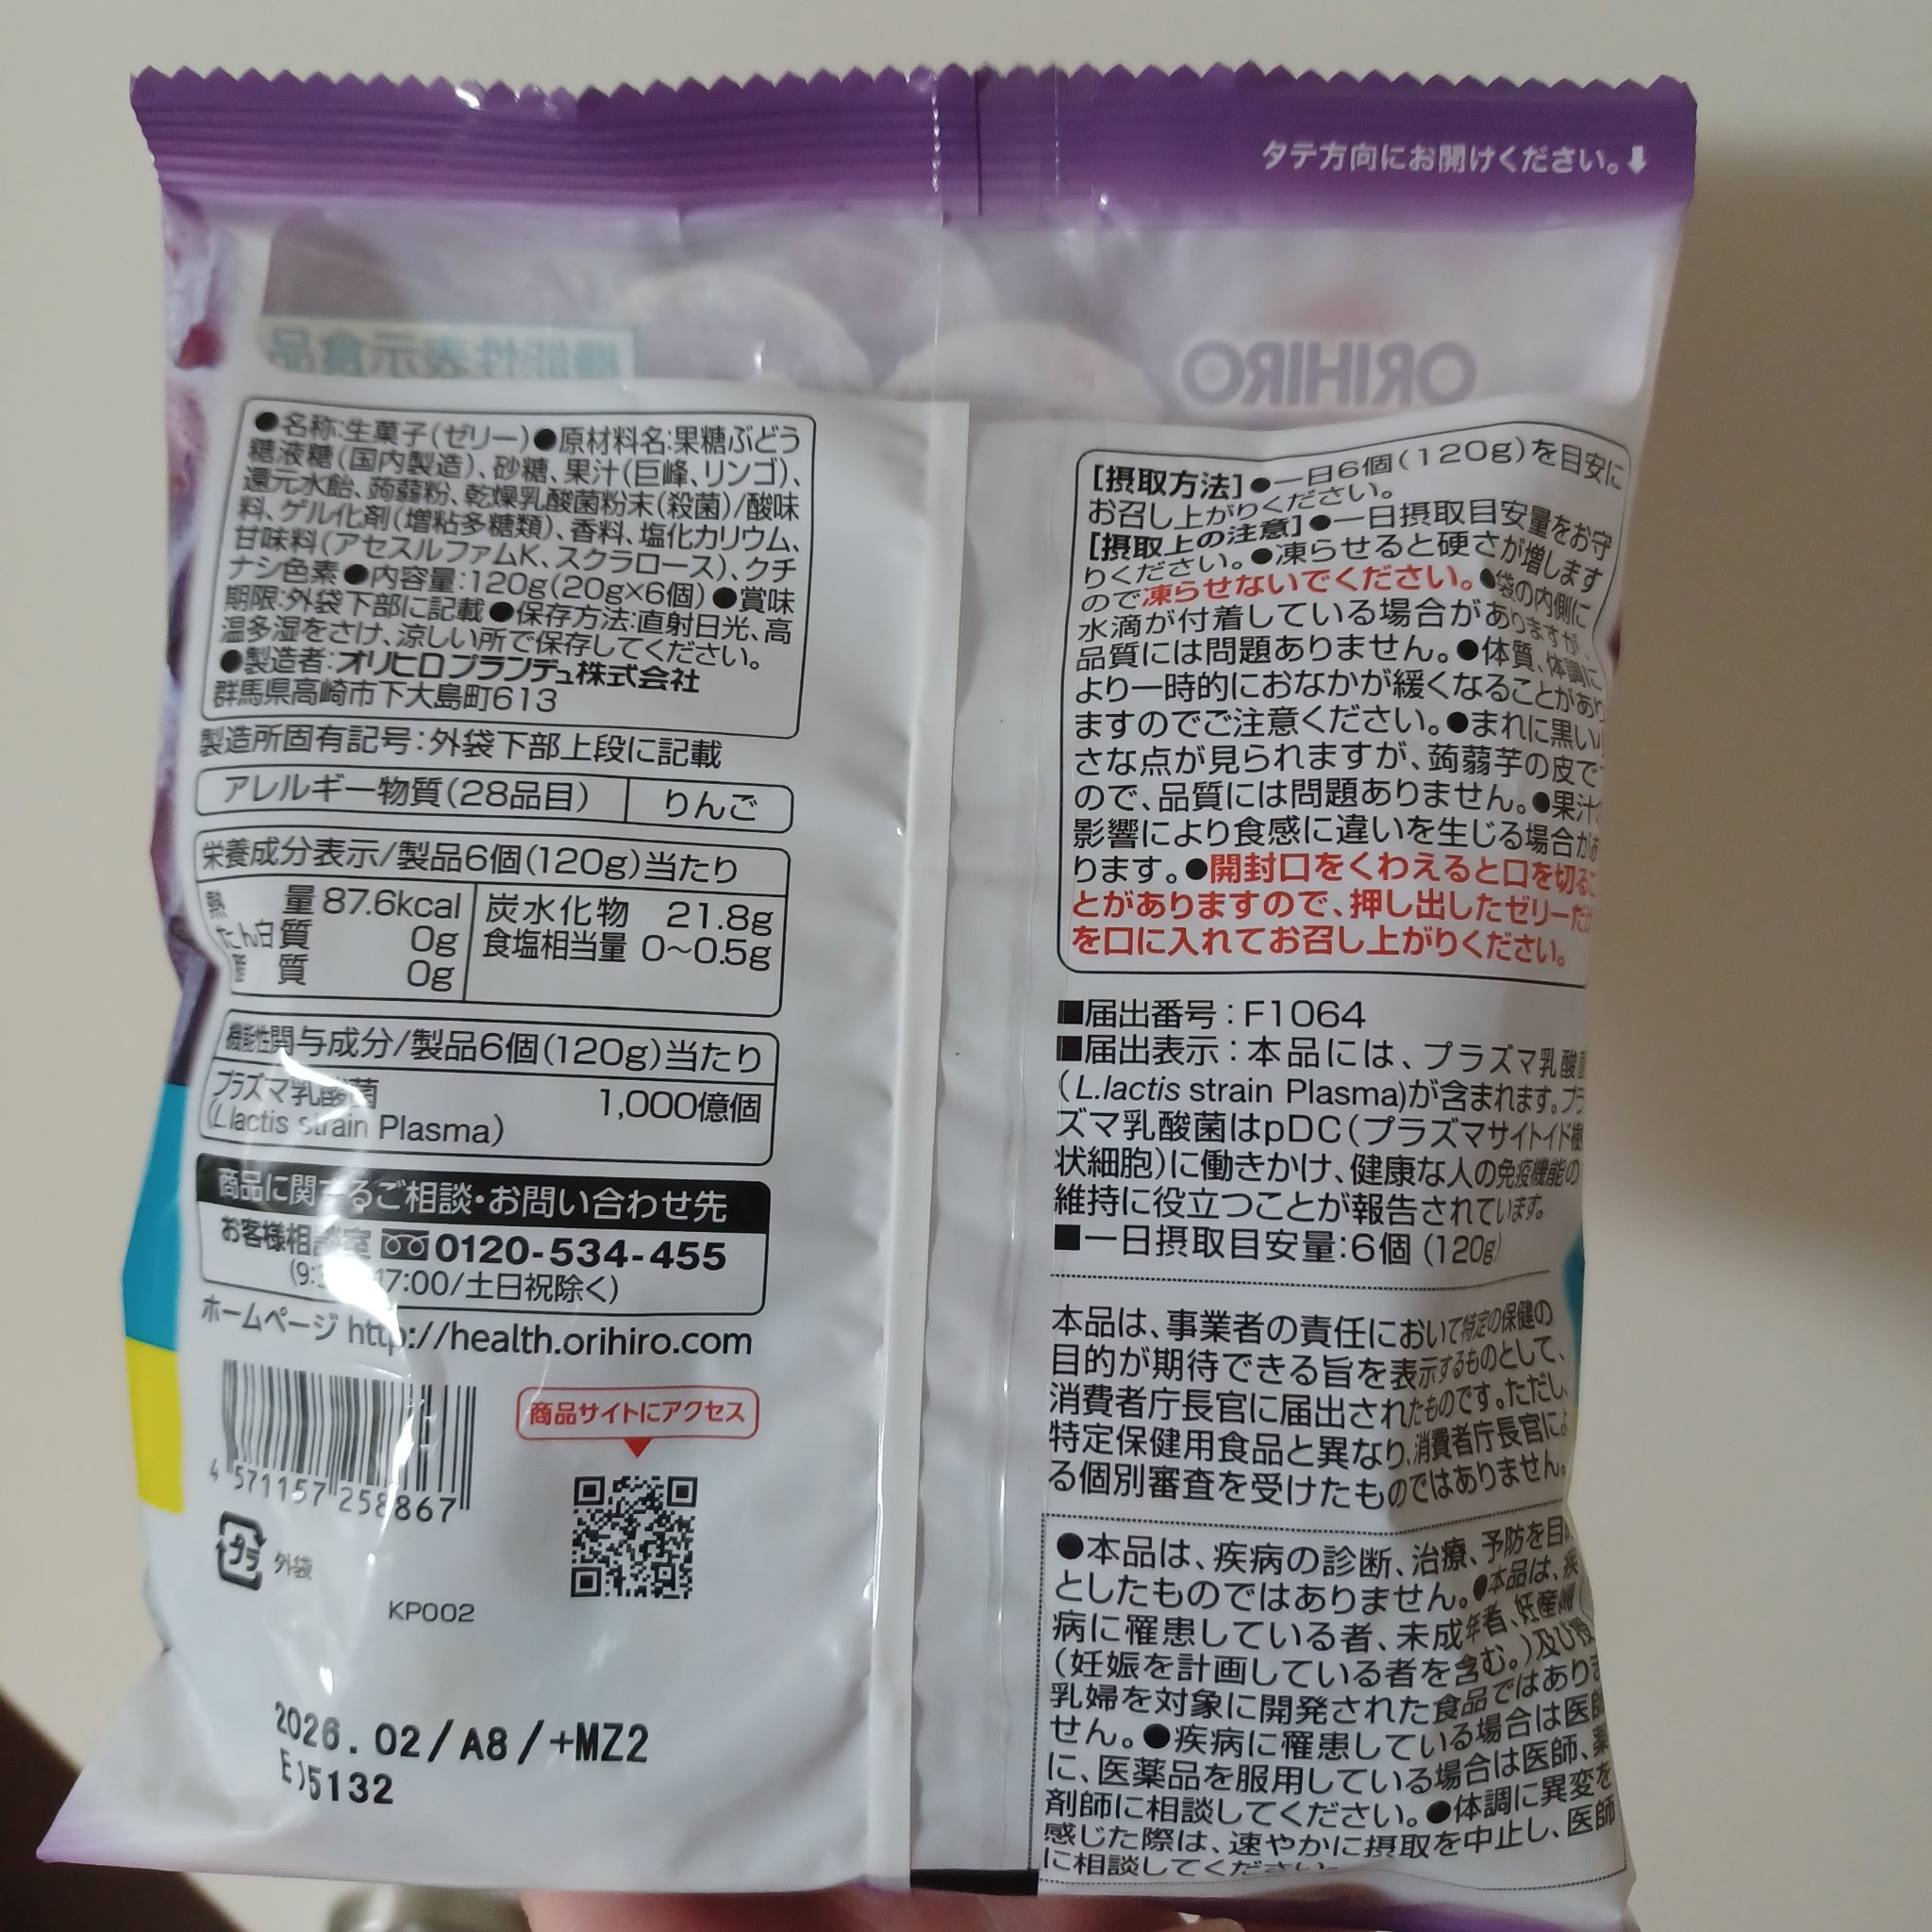 タテ方向にお開けください。⬇
機能性表示食品
ORIHIRO
●名称:生菓子(ゼリー)●原材料名:果糖ぶどう
糖液糖(国内製造)、砂糖、果汁(巨峰、リンゴ)、
還元水飴、蒟蒻粉、乾燥乳酸菌粉末(殺菌)/酸味
料、ゲル化剤(増粘多糖類)、香料、塩化カリウム、
甘味料(アセスルファムK、スクラロース)、クチ
ナシ色素●内容量:120g(20g×6個)●賞味
期限:外袋下部に記載●保存方法:直射日光、高
温多湿をさけ、涼しい所で保存してください。
●製造者:オリヒロプランデュ株式会社
群馬県高崎市下大島町613
製造所固有記号:外袋下部上段に記載
アレルギー物質(28品目) りんご
栄養成分表示/製品6個(120g)当たり
熱量 87.6kcal 炭水化物 21.8g
たん白質 0g 食塩相当量 0〜0.5g
脂質 0g
機能性関与成分/製品6個(120g)当たり
プラズマ乳酸菌 1,000億個
(L.lactis strain Plasma)
商品に関するご相談・お問い合わせ先
お客様相談室 0120-534-455
17:00/土日祝除く)
ホームページ http://health.orihiro.com
商品サイトにアクセス
4 571157 258867
プラ 外袋
KP002
2026.02/A8/+MZ2
E)5132
[摂取方法]●一日6個(120g)を目安に
お召し上がりください。
[摂取上の注意]●一日摂取目安量をお守
りください。●凍らせると硬さが増します
ので凍らせないでください。●袋の内側に
水滴が付着している場合がありますが、
品質には問題ありません。●体質、体調に
より一時的におなかが緩くなることがあり
ますのでご注意ください。●まれに黒い小
さな点が見られますが、蒟蒻芋の皮で
ので、品質には問題ありません。●果汁
影響により食感に違いを生じる場合があ
ります。●開封口をくわえると口を切るこ
とがありますので、押し出したゼリーだけ
を口に入れてお召し上がりください。
■届出番号:F1064
■届出表示:本品には、プラズマ乳酸菌
(L.lactis strain Plasma)が含まれます。プラ
ズマ乳酸菌はpDC(プラズマサイトイド樹
状細胞)に働きかけ、健康な人の免疫機能の
維持に役立つことが報告されています。
■一日摂取目安量:6個(120g)
本品は、事業者の責任において特定の保健の
目的が期待できる旨を表示するものとして、
消費者庁長官に届出されたものです。ただし、
特定保健用食品と異なり、消費者庁長官によ
る個別審査を受けたものではありません。
●本品は、疾病の診断、治療、予防を目的
としたものではありません。●本品は、疾
病に罹患している者、未成年者、妊産婦
(妊娠を計画している者を含む。)及び授
乳婦を対象に開発された食品ではありま
せん。●疾病に罹患している場合は医師
に、医薬品を服用している場合は医師、薬
剤師に相談してください。●体調に異変を
感じた際は、速やかに摂取を中止し、医師
に相談してください。